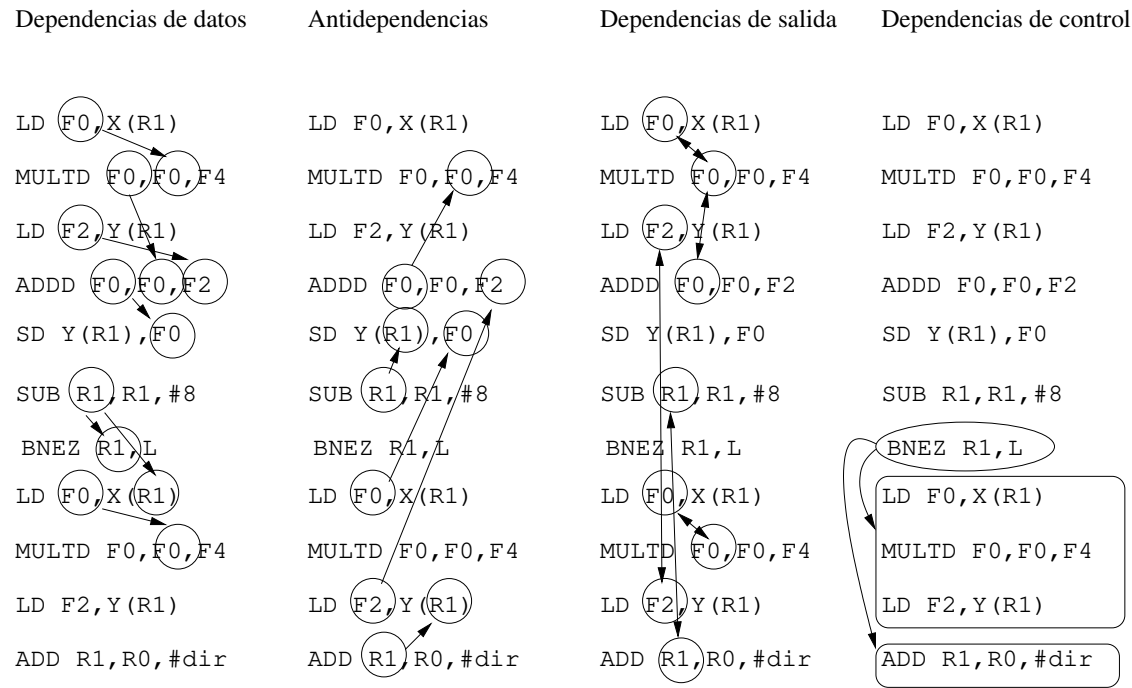 Dependencias de datos
LD F0,X(R1)
MULTD F0,F0,F4
LD F2,Y(R1)
ADDD F0,F0,F2
SD Y(R1),F0
SUB R1,R1,#8
BNEZ R1,L
LD F0,X(R1)
MULTD F0,F0,F4
LD F2,Y(R1)
ADD R1,R0,#dir
Antidependencias
LD F0,X(R1)
MULTD F0,F0,F4
LD F2,Y(R1)
ADDD F0,F0,F2
SD Y(R1),F0
SUB R1,R1,#8
BNEZ R1,L
LD F0,X(R1)
MULTD F0,F0,F4
LD F2,Y(R1)
ADD R1,R0,#dir
Dependencias de salida
LD F0,X(R1)
MULTD F0,F0,F4
LD F2,Y(R1)
ADDD F0,F0,F2
SD Y(R1),F0
SUB R1,R1,#8
BNEZ R1,L
LD F0,X(R1)
MULTD F0,F0,F4
LD F2,Y(R1)
ADD R1,R0,#dir
Dependencias de control
LD F0,X(R1)
MULTD F0,F0,F4
LD F2,Y(R1)
ADDD F0,F0,F2
SD Y(R1),F0
SUB R1,R1,#8
BNEZ R1,L
LD F0,X(R1)
MULTD F0,F0,F4
LD F2,Y(R1)
ADD R1,R0,#dir